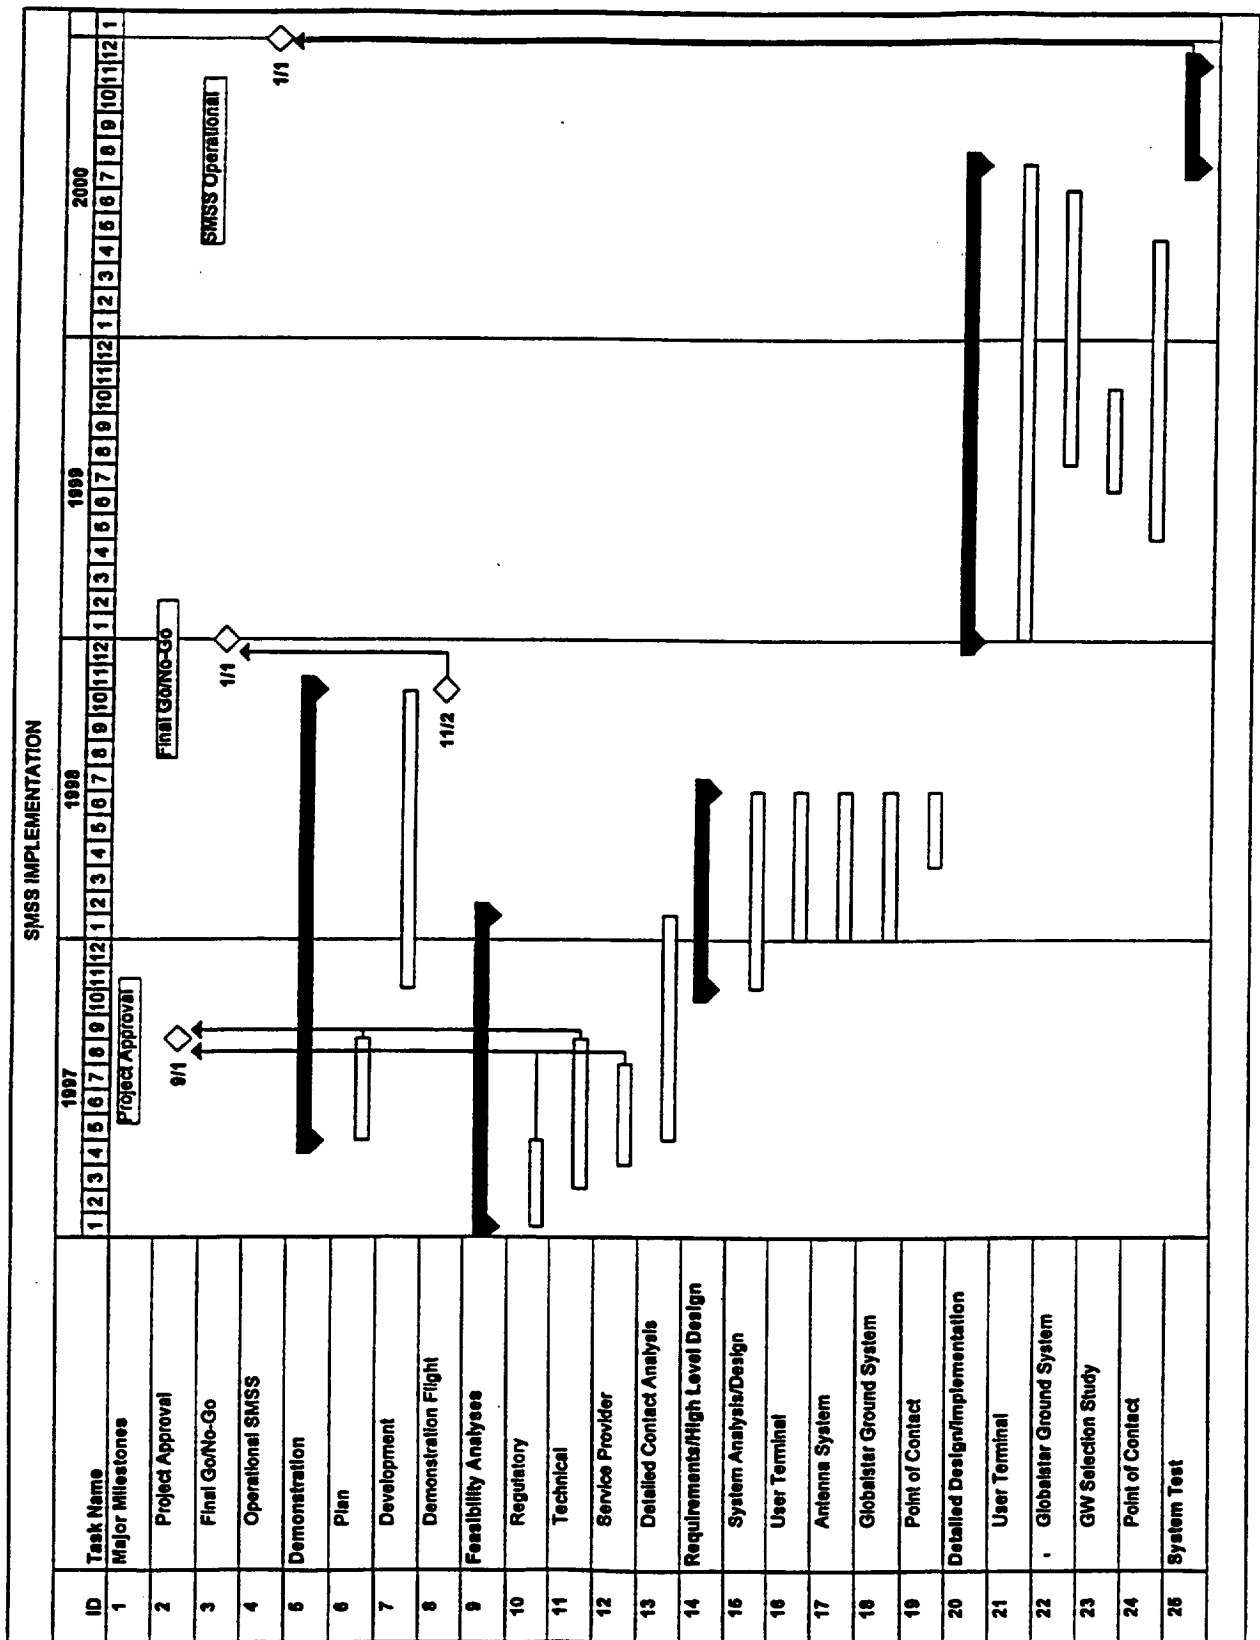 SMSS IMPLEMENTATION
1997 1998 1999 2000
ID Task Name 1 2 3 4 5 6 7 8 9 10 11 12 1 2 3 4 5 6 7 8 9 10 11 12 1 2 3 4 5 6 7 8 9 10 11 12 1 2 3 4 5 6 7 8 9 10 11 12 1
1 Major Milestones
Project Approval
2 Project Approval
9/1
Final Go/No-Go
3 Final Go/No-Go
1/1
SMSS Operational
4 Operational SMSS
1/1
5 Demonstration
6 Plan
7 Development
8 Demonstration Flight
11/2
9 Feasibility Analyses
10 Regulatory
11 Technical
12 Service Provider
13 Detailed Contact Analysis
14 Requirements/High Level Design
15 System Analysis/Design
16 User Terminal
17 Antenna System
18 Globalstar Ground System
19 Point of Contact
20 Detailed Design/Implementation
21 User Terminal
22 Globalstar Ground System
23 GW Selection Study
24 Point of Contact
25 System Test